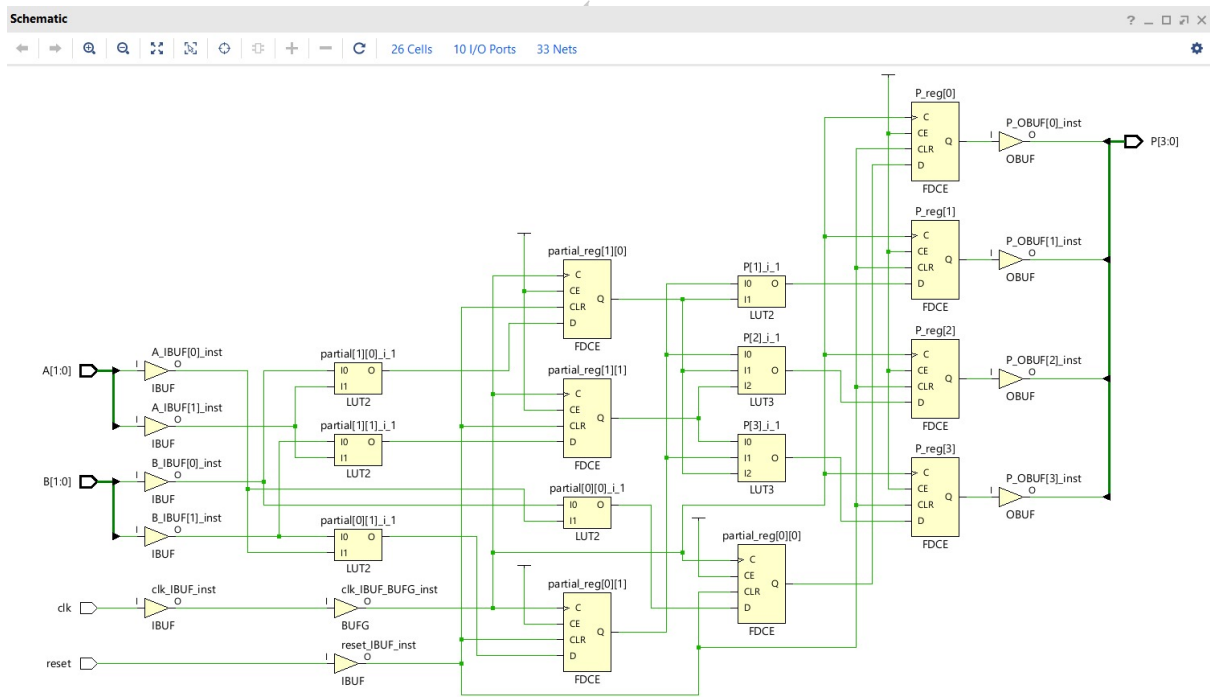 Schematic
26 Cells 10 I/O Ports 33 Nets
A[1:0]
B[1:0]
clk
reset
A_IBUF[0]_inst
I O
IBUF
A_IBUF[1]_inst
I O
IBUF
B_IBUF[0]_inst
I O
IBUF
B_IBUF[1]_inst
I O
IBUF
clk_IBUF_inst
I O
IBUF
clk_IBUF_BUFG_inst
I O
BUFG
reset_IBUF_inst
I O
IBUF
partial[1][0]_i_1
I0 O
I1
LUT2
partial[1][1]_i_1
I0 O
I1
LUT2
partial[0][1]_i_1
I0 O
I1
LUT2
partial_reg[1][0]
C
CE
CLR Q
D
FDCE
partial_reg[1][1]
C
CE
CLR Q
D
FDCE
partial[0][0]_i_1
I0 O
I1
LUT2
partial_reg[0][1]
C
CE
CLR Q
D
FDCE
P[1]_i_1
I0 O
I1
LUT2
P[2]_i_1
I0
I1 O
I2
LUT3
P[3]_i_1
I0
I1 O
I2
LUT3
partial_reg[0][0]
C
CE
CLR Q
D
FDCE
P_reg[0]
C
CE
CLR Q
D
FDCE
P_reg[1]
C
CE
CLR Q
D
FDCE
P_reg[2]
C
CE
CLR Q
D
FDCE
P_reg[3]
C
CE
CLR Q
D
FDCE
P_OBUF[0]_inst
I O
OBUF
P_OBUF[1]_inst
I O
OBUF
P_OBUF[2]_inst
I O
OBUF
P_OBUF[3]_inst
I O
OBUF
P[3:0]